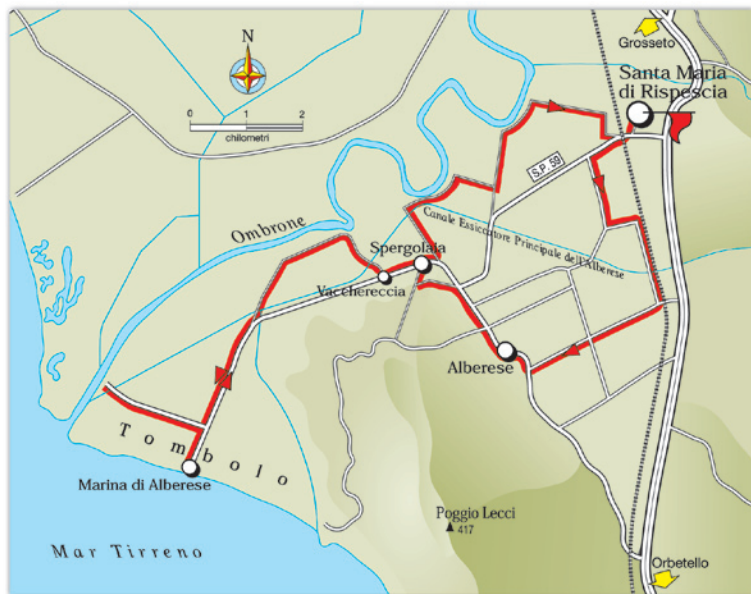 Grosseto
N
Santa Maria
di Rispescia
0 1 2
chilometri
S.P. 59
Ombrone
Canale Essiccatore Principale dell'Alberese
Spergolaia
Vacchereccia
Alberese
Tombolo
Marina di Alberese
Poggio Lecci
417
Mar Tirreno
Orbetello